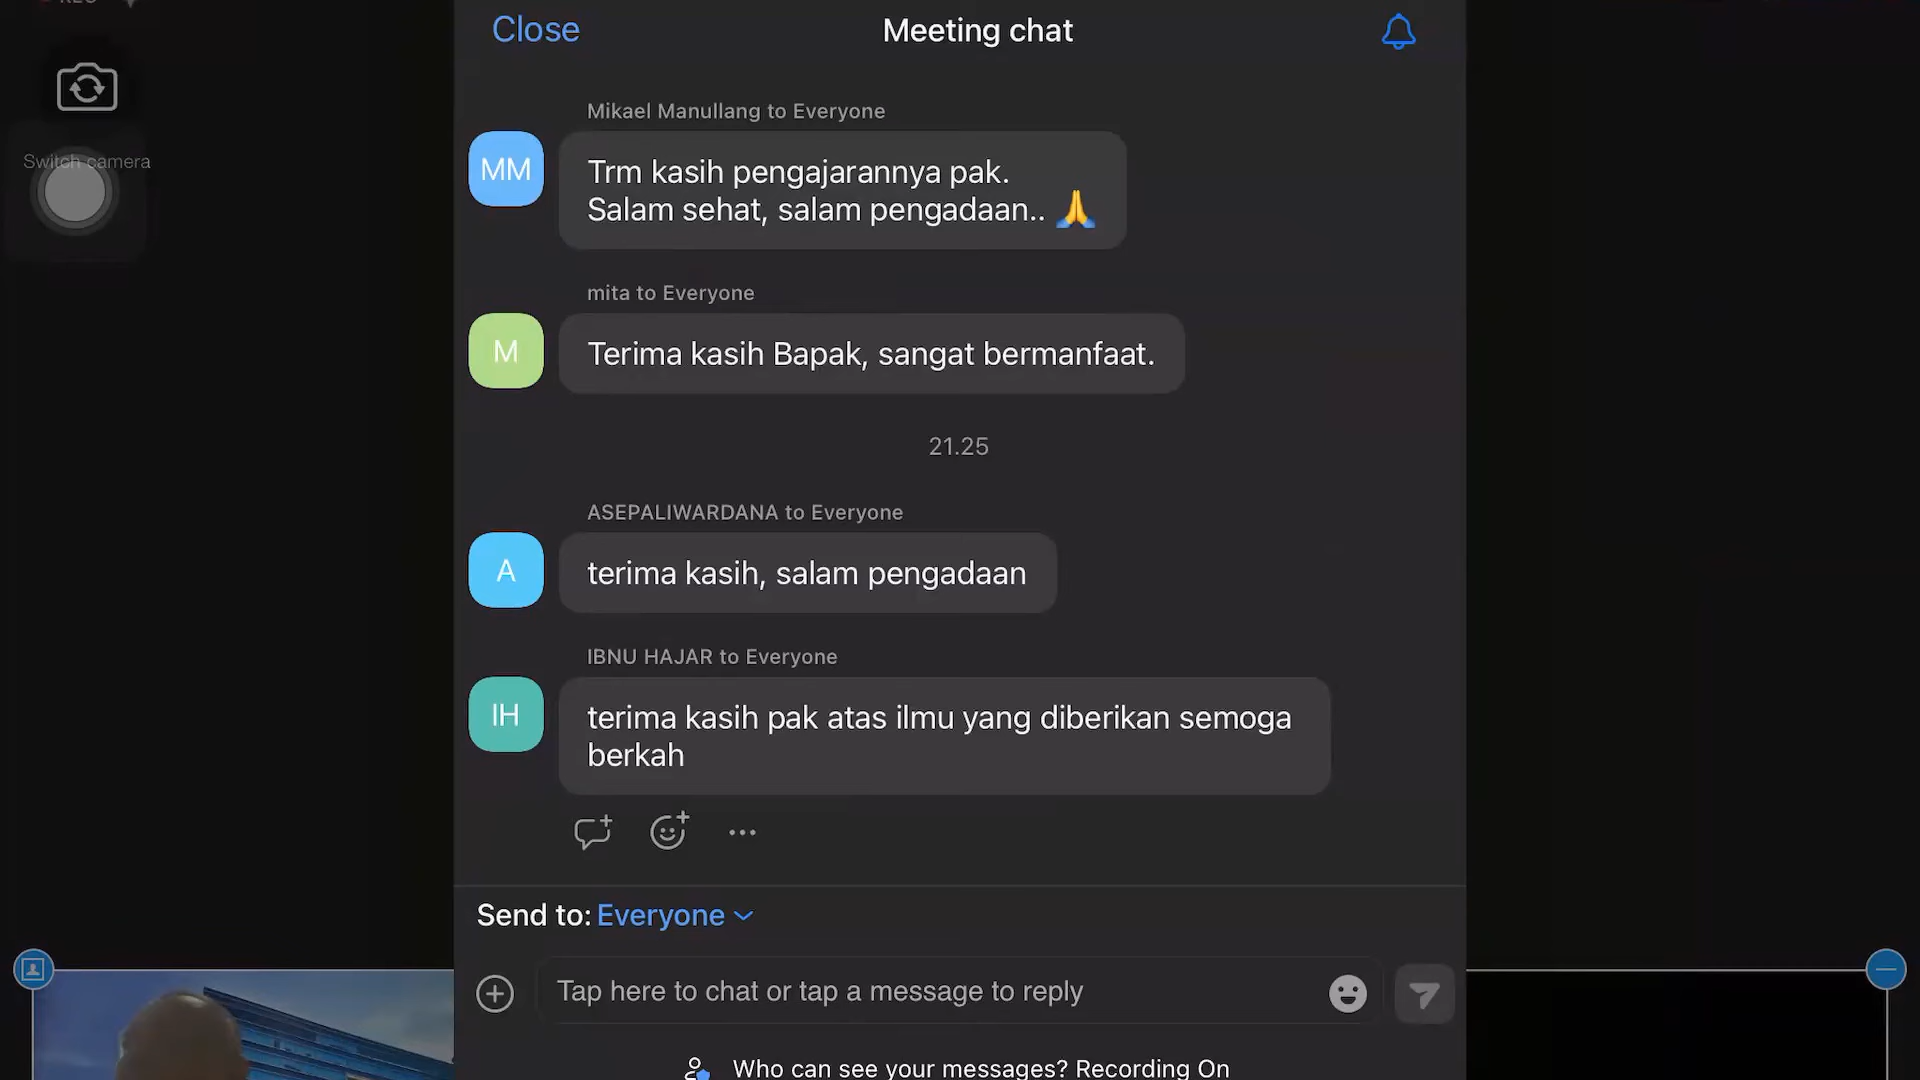 Close
Meeting chat
Switch camera
Mikael Manullang to Everyone
MM
Trm kasih pengajarannya pak.
Salam sehat, salam pengadaan.. 🙏
mita to Everyone
M
Terima kasih Bapak, sangat bermanfaat.
21.25
ASEPALIWARDANA to Everyone
A
terima kasih, salam pengadaan
IBNU HAJAR to Everyone
IH
terima kasih pak atas ilmu yang diberikan semoga
berkah
Send to: Everyone
Tap here to chat or tap a message to reply
Who can see your messages? Recording On